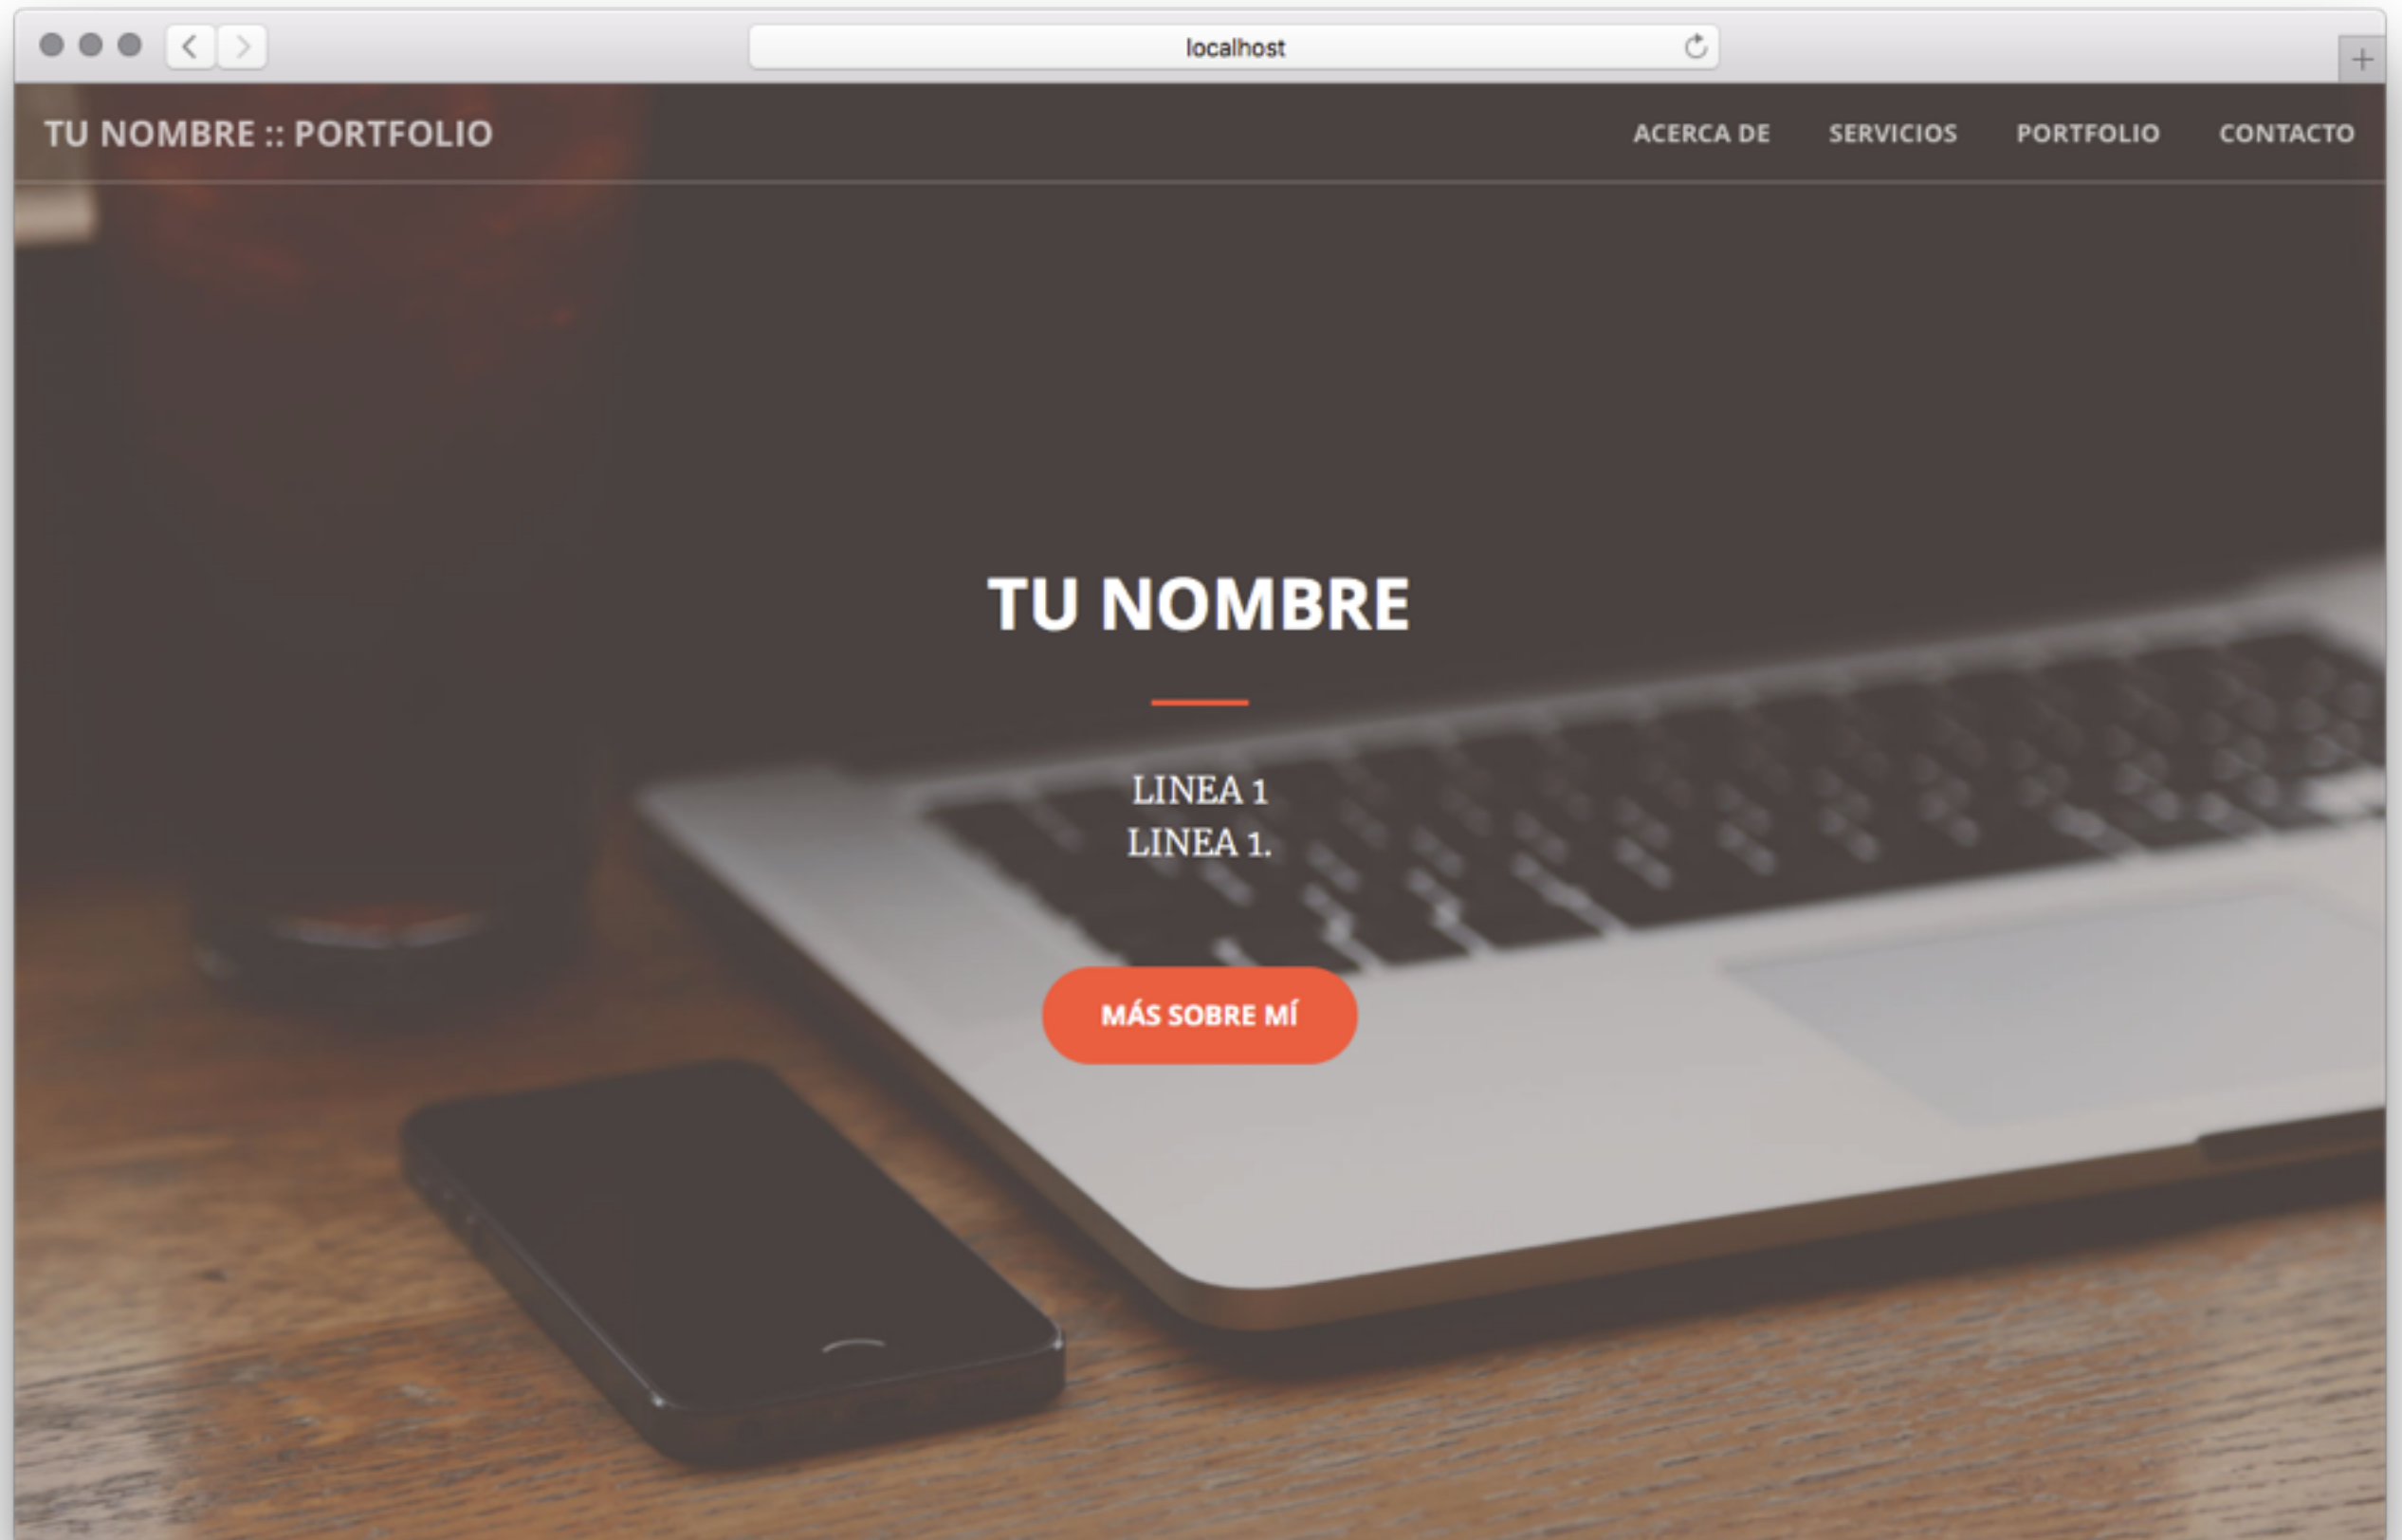 localhost
TU NOMBRE :: PORTFOLIO
ACERCA DE SERVICIOS PORTFOLIO CONTACTO
TU NOMBRE
LINEA 1
LINEA 1.
MÁS SOBRE MÍ